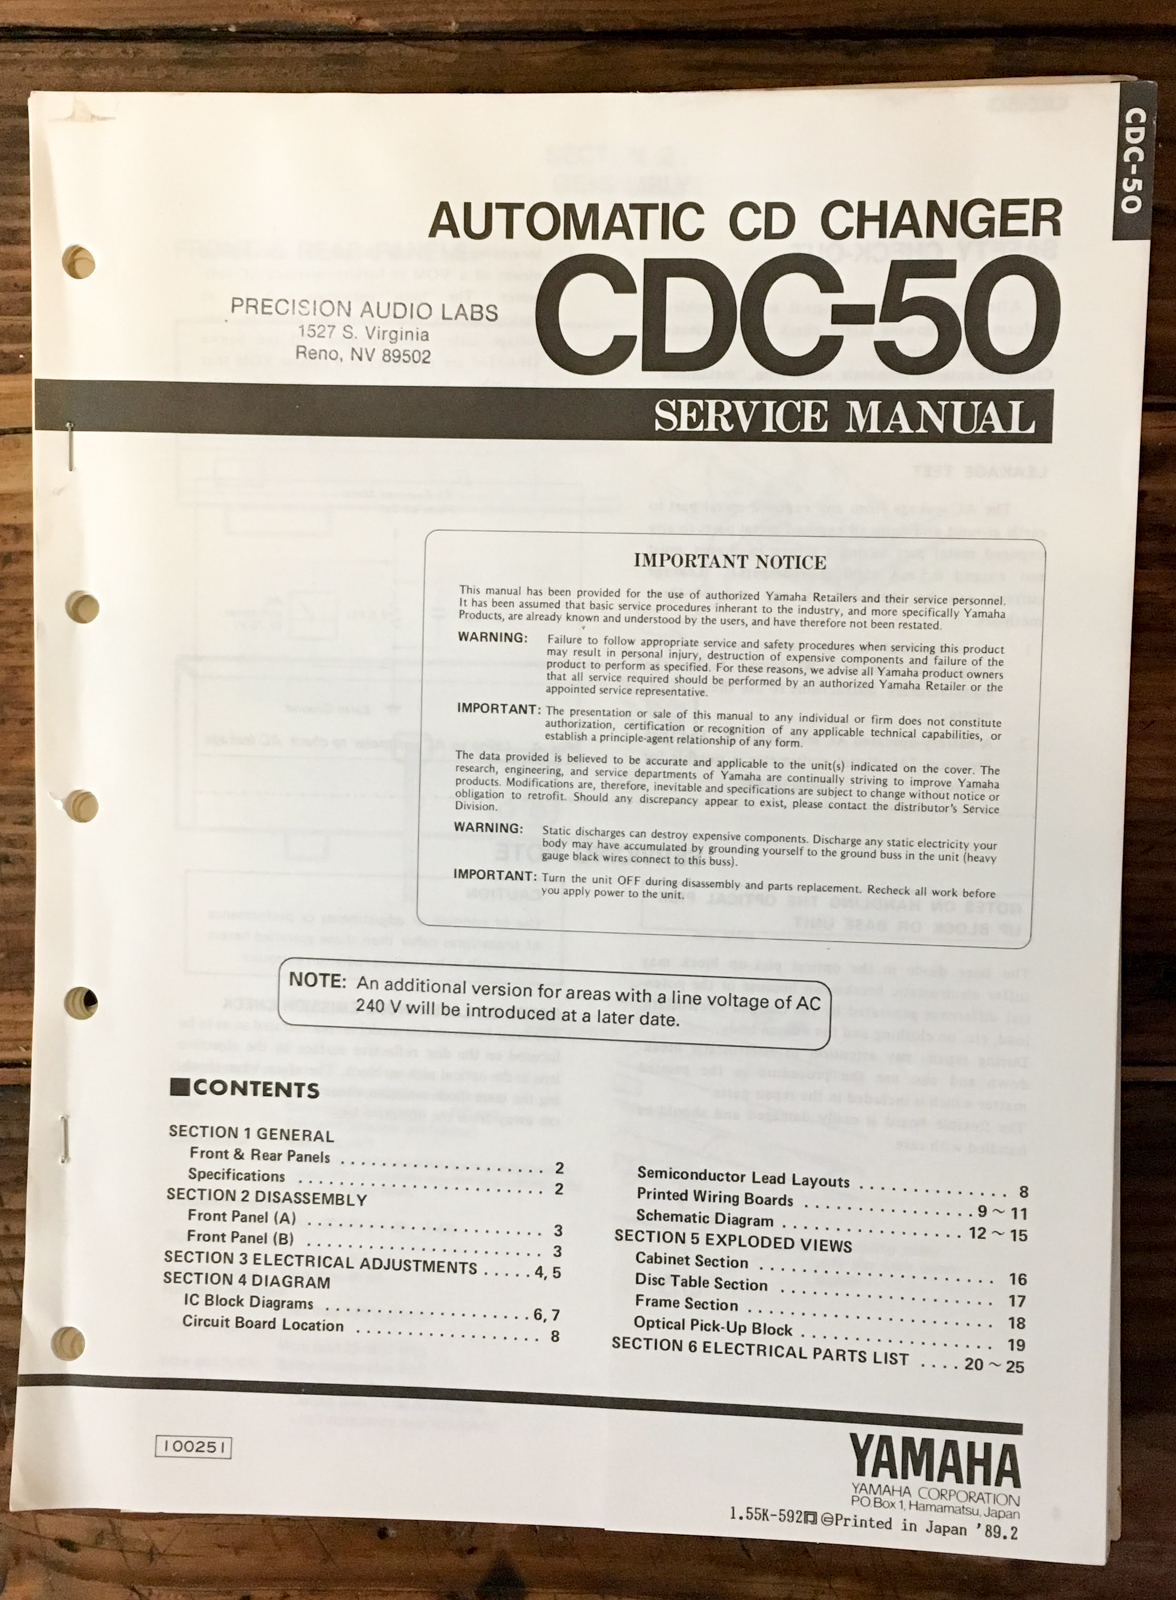 CDC-50
AUTOMATIC CD CHANGER
CDC-50
PRECISION AUDIO LABS
1527 S. Virginia
Reno, NV 89502
SERVICE MANUAL
IMPORTANT NOTICE
This manual has been provided for the use of authorized Yamaha Retailers and their service personnel.
It has been assumed that basic service procedures inherant to the industry, and more specifically Yamaha
Products, are already known and understood by the users, and have therefore not been restated.
WARNING: Failure to follow appropriate service and safety procedures when servicing this product
may result in personal injury, destruction of expensive components and failure of the
product to perform as specified. For these reasons, we advise all Yamaha product owners
that all service required should be performed by an authorized Yamaha Retailer or the
appointed service representative.
IMPORTANT: The presentation or sale of this manual to any individual or firm does not constitute
authorization, certification or recognition of any applicable technical capabilities, or
establish a principle-agent relationship of any form.
The data provided is believed to be accurate and applicable to the unit(s) indicated on the cover. The
research, engineering, and service departments of Yamaha are continually striving to improve Yamaha
products. Modifications are, therefore, inevitable and specifications are subject to change without notice or
obligation to retrofit. Should any discrepancy appear to exist, please contact the distributor's Service
Division.
WARNING: Static discharges can destroy expensive components. Discharge any static electricity your
body may have accumulated by grounding yourself to the ground buss in the unit (heavy
gauge black wires connect to this buss).
IMPORTANT: Turn the unit OFF during disassembly and parts replacement. Recheck all work before
you apply power to the unit.
NOTE: An additional version for areas with a line voltage of AC
240 V will be introduced at a later date.
■CONTENTS
SECTION 1 GENERAL
Front & Rear Panels .................... 2
Specifications ........................ 2
SECTION 2 DISASSEMBLY
Front Panel (A) ....................... 3
Front Panel (B) ....................... 3
SECTION 3 ELECTRICAL ADJUSTMENTS ..... 4, 5
SECTION 4 DIAGRAM
IC Block Diagrams .................... 6, 7
Circuit Board Location .................. 8
Semiconductor Lead Layouts .............. 8
Printed Wiring Boards ................. 9 ~ 11
Schematic Diagram ................. 12 ~ 15
SECTION 5 EXPLODED VIEWS
Cabinet Section ...................... 16
Disc Table Section .................... 17
Frame Section ....................... 18
Optical Pick-Up Block .................. 19
SECTION 6 ELECTRICAL PARTS LIST .... 20 ~ 25
100251
YAMAHA
YAMAHA CORPORATION
PO Box 1, Hamamatsu, Japan
1.55K-592 Printed in Japan '89.2